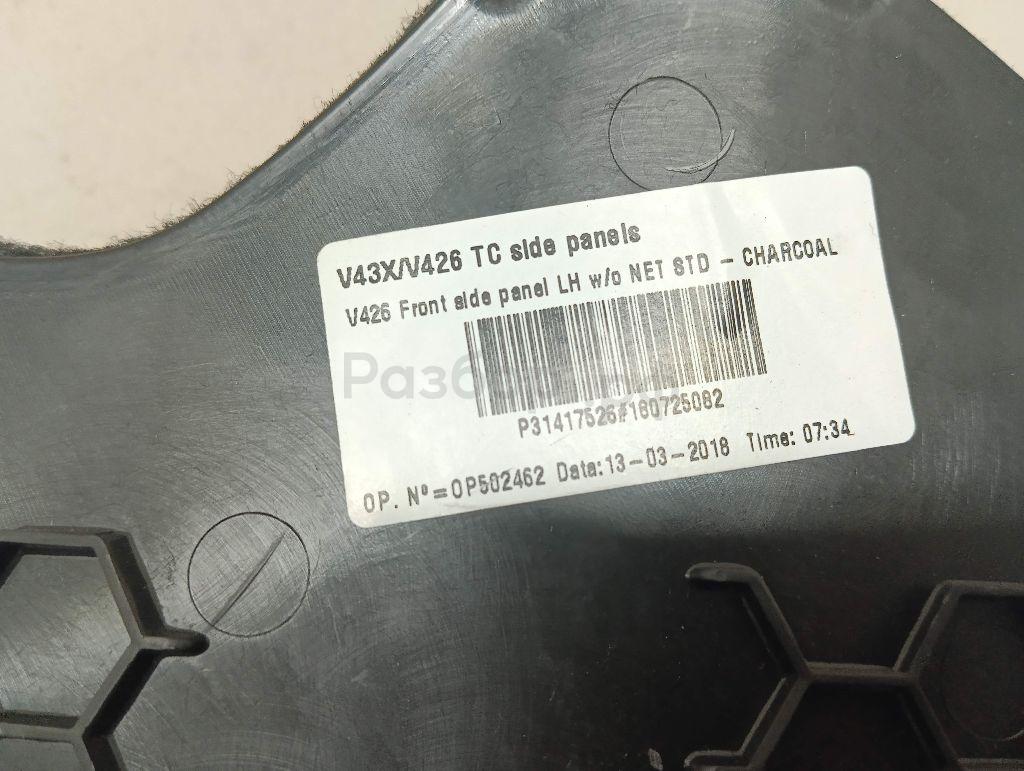 V43X/V426 TC side panels
V426 Front side panel LH w/o NET STD - CHARCOAL
P31417526#180725082
OP. Nº=OP502462 Data:13-03-2018 Time: 07:34